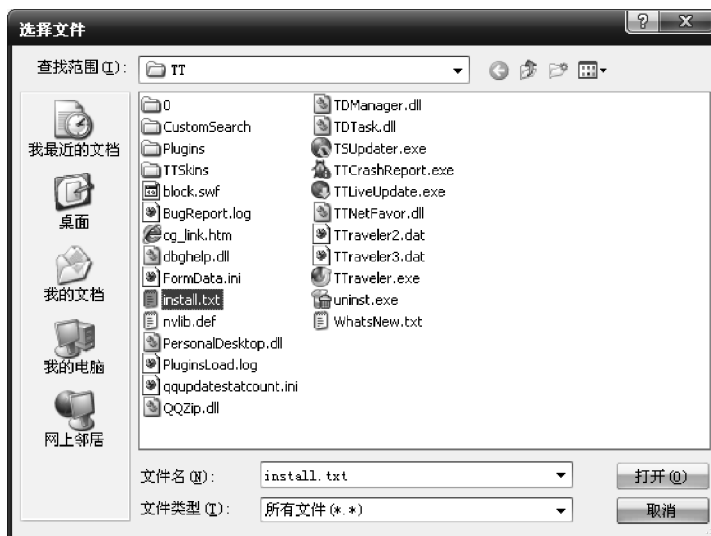 选择文件
查找范围(I):
TT
我最近的文档
桌面
我的文档
我的电脑
网上邻居
0
CustomSearch
Plugins
TTSkins
block.swf
BugReport.log
cg_link.htm
dbghelp.dll
FormData.ini
install.txt
nvlib.def
PersonalDesktop.dll
PluginsLoad.log
qqupdatestatcount.ini
QQZip.dll
TDManager.dll
TDTask.dll
TSUpdater.exe
TTCrashReport.exe
TTLiveUpdate.exe
TTNetFavor.dll
TTraveler2.dat
TTraveler3.dat
TTraveler.exe
uninst.exe
WhatsNew.txt
文件名(N):
install.txt
打开(O)
文件类型(T):
所有文件(*.*)
取消